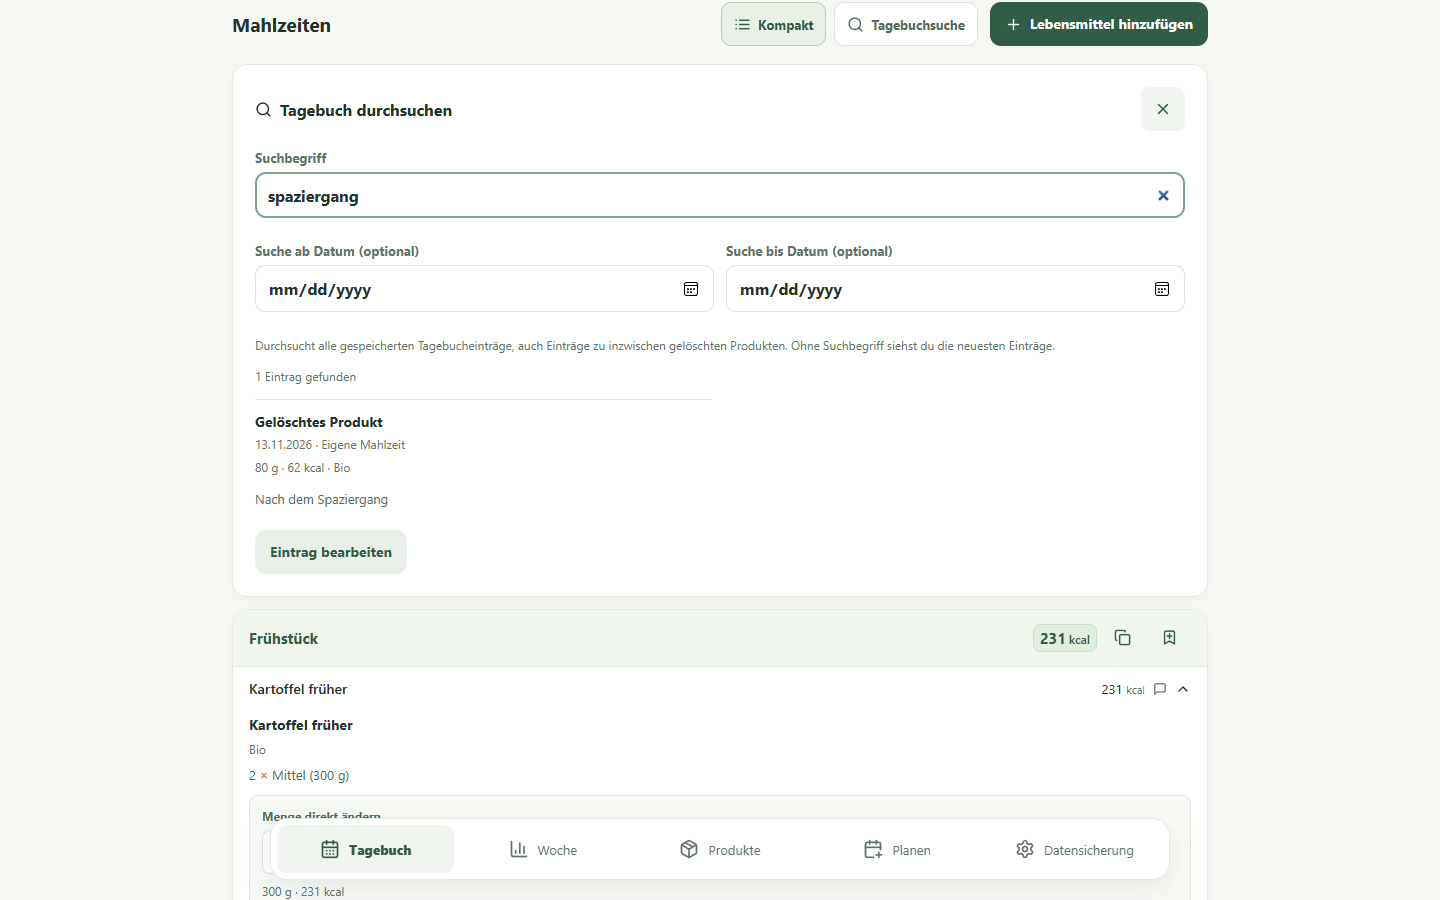 Mahlzeiten
Kompakt
Tagebuchsuche
Lebensmittel hinzufügen
Tagebuch durchsuchen
Suchbegriff
spaziergang
Suche ab Datum (optional)
Suche bis Datum (optional)
mm/dd/yyyy
mm/dd/yyyy
Durchsucht alle gespeicherten Tagebucheinträge, auch Einträge zu inzwischen gelöschten Produkten. Ohne Suchbegriff siehst du die neuesten Einträge.
1 Eintrag gefunden
Gelöschtes Produkt
13.11.2026 · Eigene Mahlzeit
80 g · 62 kcal · Bio
Nach dem Spaziergang
Eintrag bearbeiten
Frühstück
231 kcal
Kartoffel früher
231 kcal
Kartoffel früher
Bio
2 × Mittel (300 g)
Menge direkt ändern
Tagebuch
Woche
Produkte
Planen
Datensicherung
300 g · 231 kcal